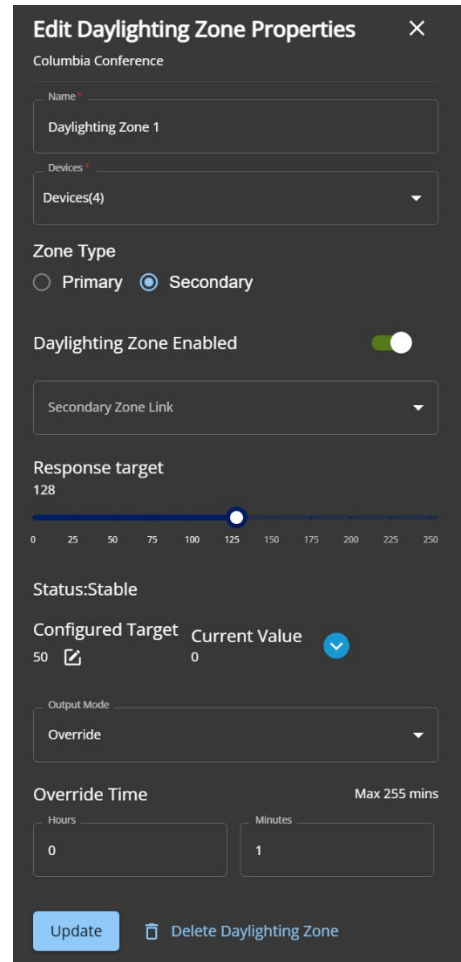 Edit Daylighting Zone Properties
Columbia Conference
Name *
Daylighting Zone 1
Devices *
Devices(4)
Zone Type
Primary Secondary
Daylighting Zone Enabled
Secondary Zone Link
Response target
128
0 25 50 75 100 125 150 175 200 225 250
Status:Stable
Configured Target Current Value
50 0
Output Mode
Override
Override Time Max 255 mins
Hours Minutes
0 1
Update Delete Daylighting Zone